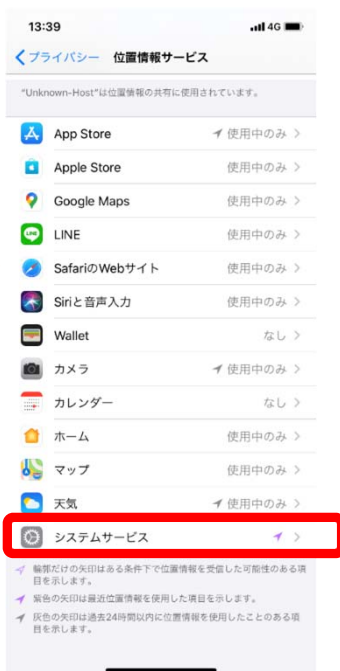 13:39
4G
プライバシー 位置情報サービス
"Unknown-Host"は位置情報の共有に使用されています。
App Store 使用中のみ
Apple Store 使用中のみ
Google Maps 使用中のみ
LINE
LINE 使用中のみ
SafariのWebサイト 使用中のみ
Siriと音声入力 使用中のみ
Wallet なし
カメラ 使用中のみ
カレンダー なし
ホーム 使用中のみ
マップ 使用中のみ
天気 使用中のみ
システムサービス
輪郭だけの矢印はある条件下で位置情報を受信した可能性のある項
目を示します。
紫色の矢印は最近位置情報を使用した項目を示します。
灰色の矢印は過去24時間以内に位置情報を使用したことのある項
目を示します。